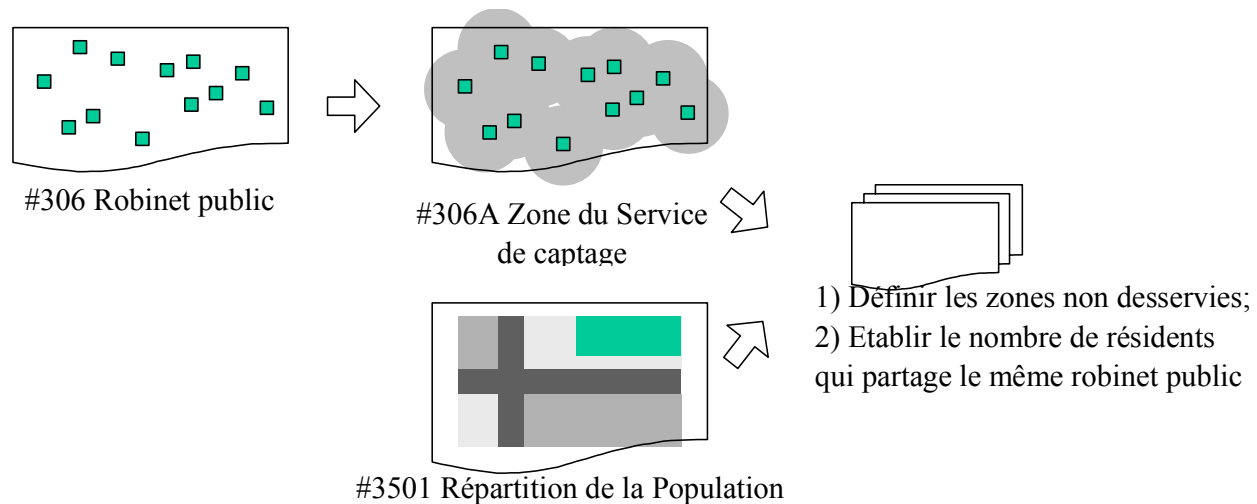 #306 Robinet public
#306A Zone du Service
de captage
1) Définir les zones non desservies;
2) Etablir le nombre de résidents
qui partage le même robinet public
#3501 Répartition de la Population